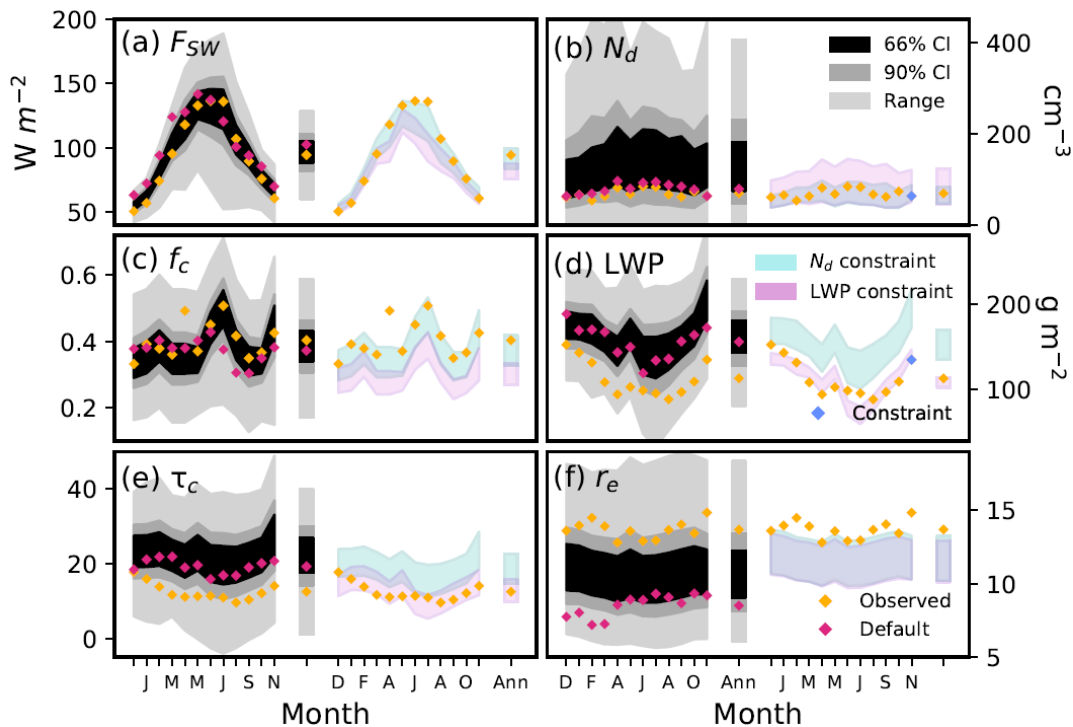 200
150
100
50
W m⁻²
(a) F_SW
(b) N_d
66% CI
90% CI
Range
400
200
0
cm⁻³
0.6
0.4
0.2
(c) f_c
(d) LWP
N_d constraint
LWP constraint
Constraint
200
100
g m⁻²
40
20
0
(e) τ_c
(f) r_e
Observed
Default
15
10
5
J M M J S N D F A J A O Ann
D F A J A O Ann J M M J S N
Month
Month